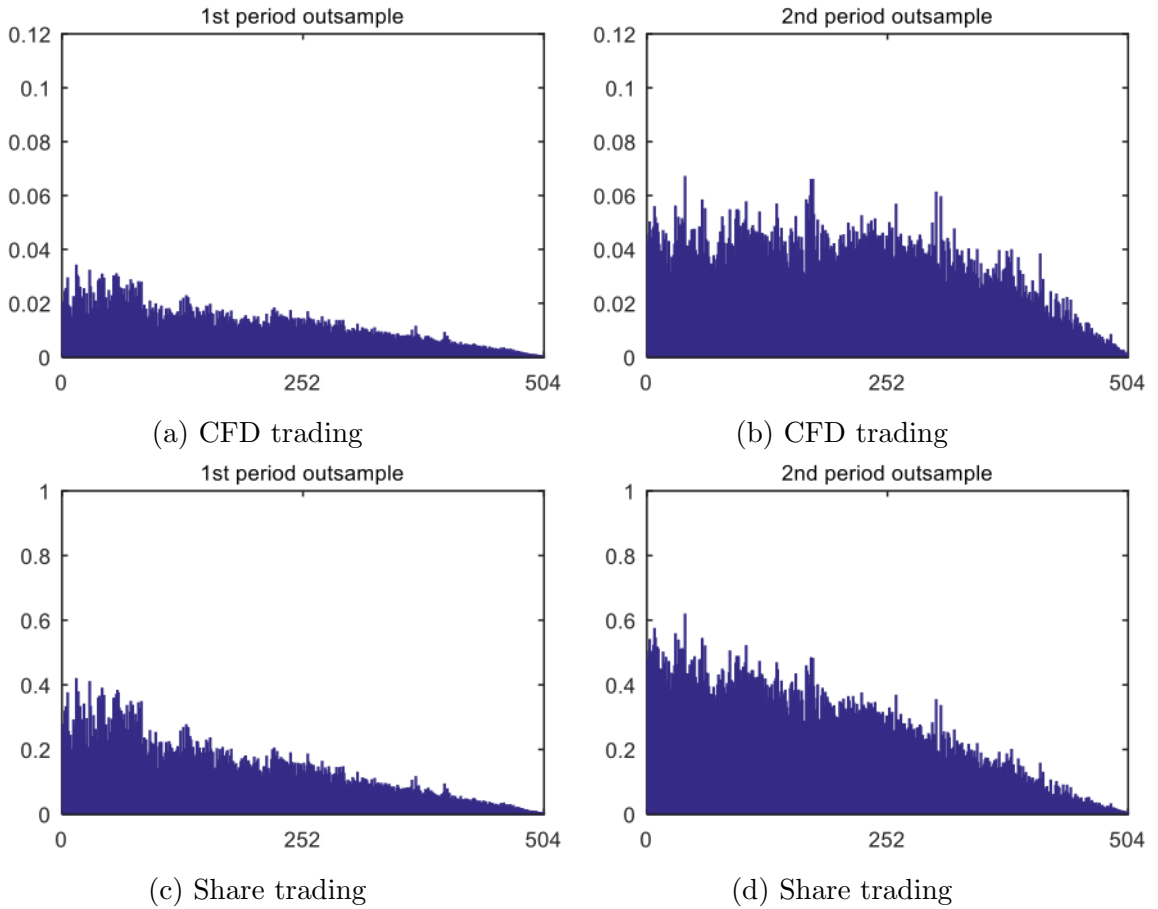 1st period outsample
0.12
0.1
0.08
0.06
0.04
0.02
0
0 252 504
(a) CFD trading
2nd period outsample
0.12
0.1
0.08
0.06
0.04
0.02
0
0 252 504
(b) CFD trading
1st period outsample
1
0.8
0.6
0.4
0.2
0
0 252 504
(c) Share trading
2nd period outsample
1
0.8
0.6
0.4
0.2
0
0 252 504
(d) Share trading